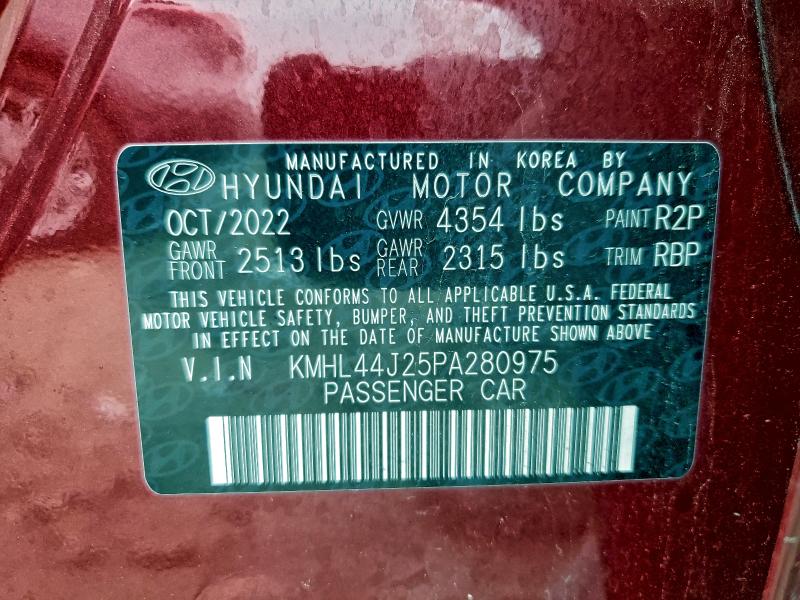 MANUFACTURED IN KOREA BY
HYUNDAI MOTOR COMPANY
OCT/2022 GVWR 4354 lbs PAINT R2P
GAWR FRONT 2513 lbs GAWR REAR 2315 lbs TRIM RBP
THIS VEHICLE CONFORMS TO ALL APPLICABLE U.S.A. FEDERAL
MOTOR VEHICLE SAFETY, BUMPER, AND THEFT PREVENTION STANDARDS
IN EFFECT ON THE DATE OF MANUFACTURE SHOWN ABOVE
V.I.N KMHL44J25PA280975
PASSENGER CAR